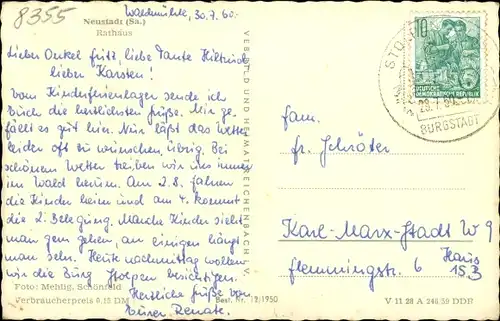 8355
Neustadt (Sa.)
Rathaus
Waldmühle, 30.7.60.
Lieber Onkel Fritz, liebe Tante Hiltrud
lieber Karsten!
Vom Kinderferienlager sende ich
Euch die herzlichsten Grüße. Mir ge-
fällt es gut hier. Nur läßt das Wetter
leider oft zu wünschen übrig. Bei
schönem Wetter treiben wir uns immer
im Wald herum. Am 2.8. fahren
die Kinder heim und am 4. kommt
die 2. Belegung. Manche Kinder sieht
man gern gehen, an einigen hängt
man sehr. Heute nachmittag wollen
wir die Burg Stolpen besichtigen.
Herzliche Grüße von
Eurer Renate.
Foto: Mehlig, Schönfeld
Verbraucherpreis 0,15 DM
Best. Nr. 12/1950
VEB BILD UND HEIMAT REICHENBACH V.
10
DEUTSCHE
DEMOKRATISCHE REPUBLIK
BURGSTADT
Fam.
Fr. Schröter
Karl-Marx-Stadt W 9
Flemmingstr. 6 Haus
15B
V 11 28 A 248/59 DDR